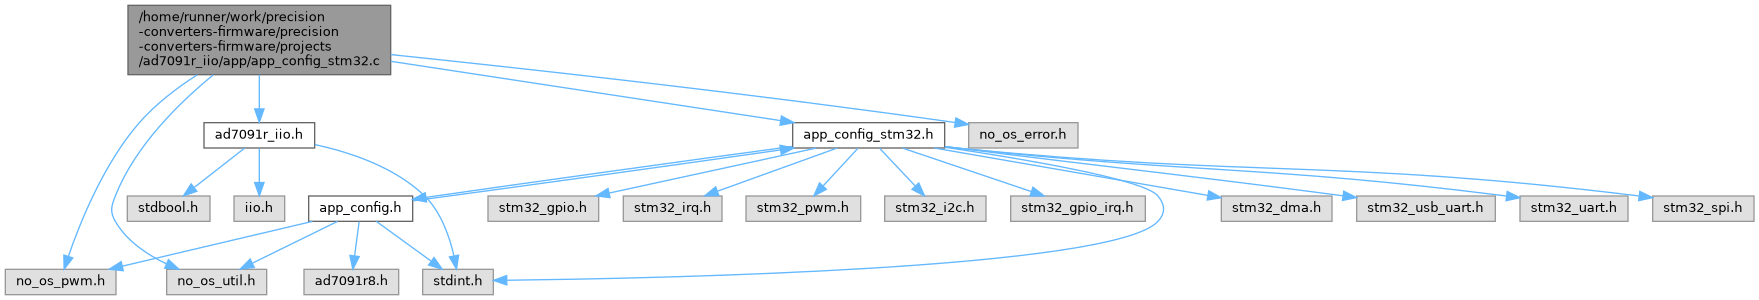 /home/runner/work/precision
-converters-firmware/precision
-converters-firmware/projects
/ad7091r_iio/app/app_config_stm32.c
ad7091r_iio.h
app_config_stm32.h
no_os_error.h
stdbool.h
iio.h
app_config.h
stm32_gpio.h
stm32_irq.h
stm32_pwm.h
stm32_i2c.h
stm32_gpio_irq.h
stm32_dma.h
stm32_usb_uart.h
stm32_uart.h
stm32_spi.h
no_os_pwm.h
no_os_util.h
ad7091r8.h
stdint.h